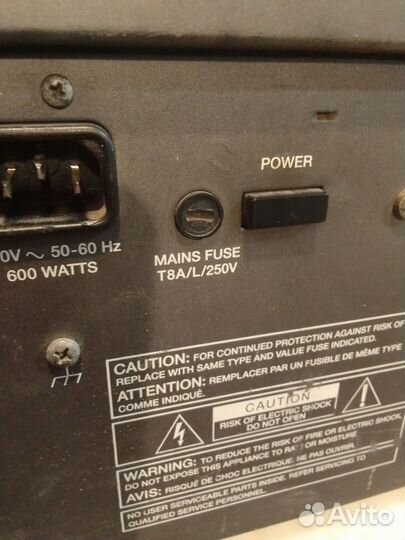 POWER
0V ~ 50-60 Hz
600 WATTS
MAINS FUSE
T8A/L/250V
CAUTION: FOR CONTINUED PROTECTION AGAINST RISK OF
REPLACE WITH SAME TYPE AND VALUE FUSE INDICATED.
ATTENTION: REMPLACER PAR UN FUSIBLE DE MÊME TYPE
COMME INDIQUÉ.
CAUTION
RISK OF ELECTRIC SHOCK
DO NOT OPEN
WARNING: TO REDUCE THE RISK OF FIRE OR ELECTRIC SHOCK,
DO NOT EXPOSE THIS APPLIANCE TO RAIN OR MOISTURE.
AVIS: RISQUE DE CHOC ELECTRIQUE. NE PAS OUVRIR.
NO USER SERVICEABLE PARTS INSIDE. REFER SERVICING TO
QUALIFIED SERVICE PERSONNEL.
Avito